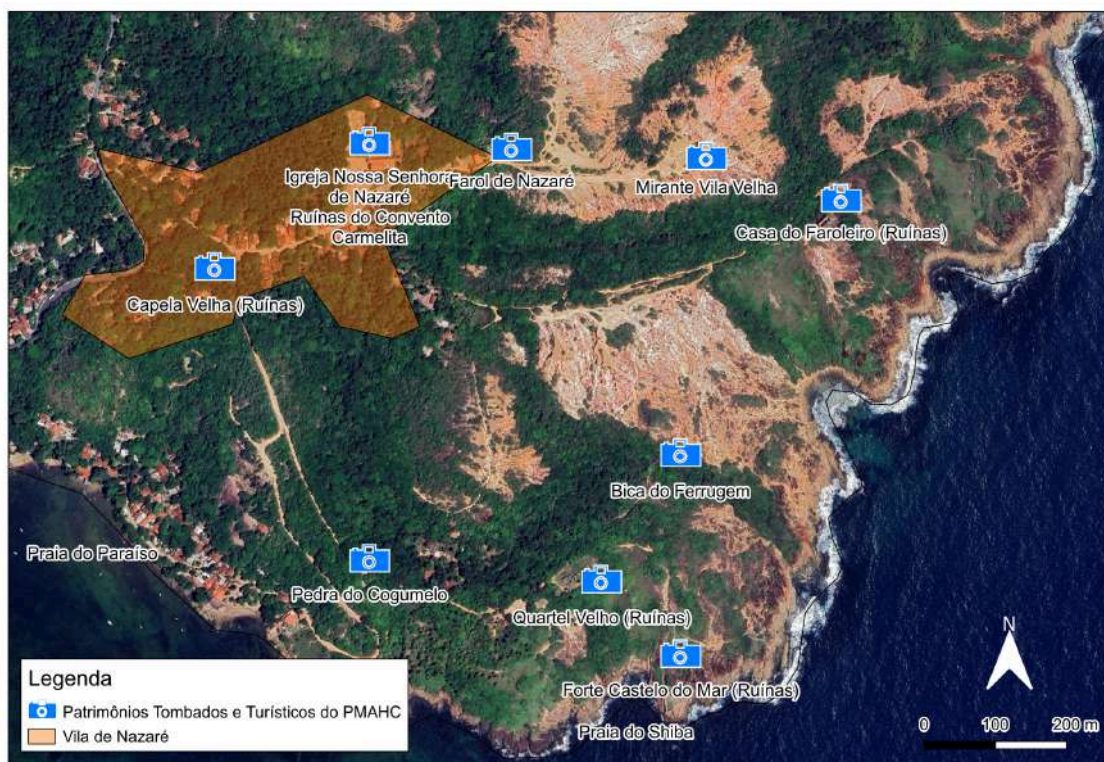 Igreja Nossa Senhora
de Nazaré
Ruínas do Convento
Carmelita
Farol de Nazaré
Mirante Vila Velha
Casa do Faroleiro (Ruínas)
Capela Velha (Ruínas)
Bica do Ferrugem
Praia do Paraíso
Pedra do Cogumelo
Quartel Velho (Ruínas)
Forte Castelo do Mar (Ruínas)
Praia do Shiba
N
0 100 200 m
Legenda
Patrimônios Tombados e Turísticos do PMAHC
Vila de Nazaré